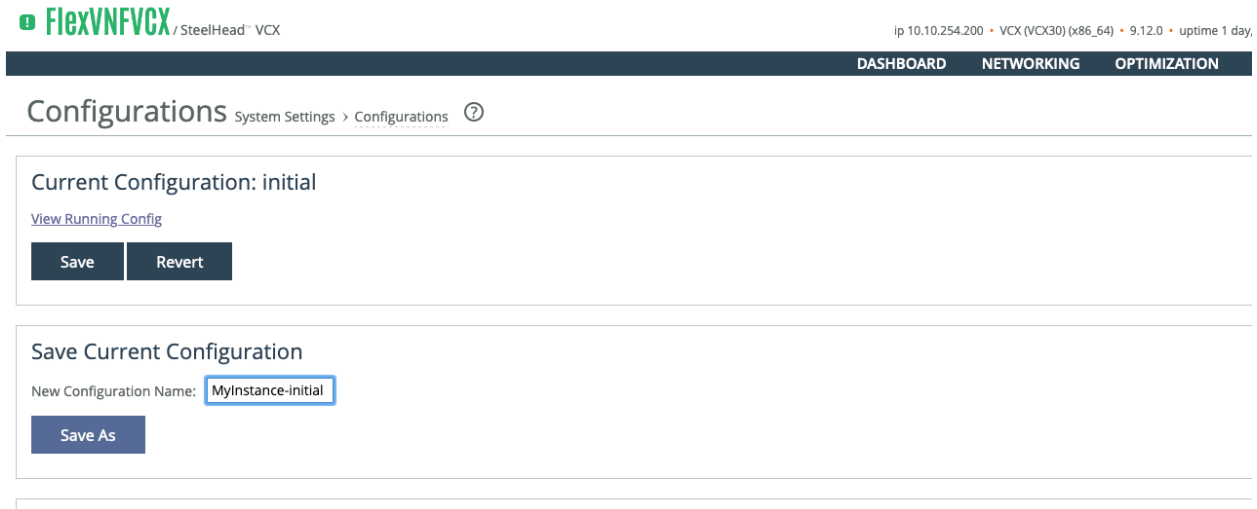 ! FlexVNFVCX / SteelHead™ VCX
ip 10.10.254.200 • VCX (VCX30) (x86_64) • 9.12.0 • uptime 1 day,
DASHBOARD NETWORKING OPTIMIZATION
Configurations System Settings › Configurations ?
Current Configuration: initial
View Running Config
Save Revert
Save Current Configuration
New Configuration Name: MyInstance-initial
Save As